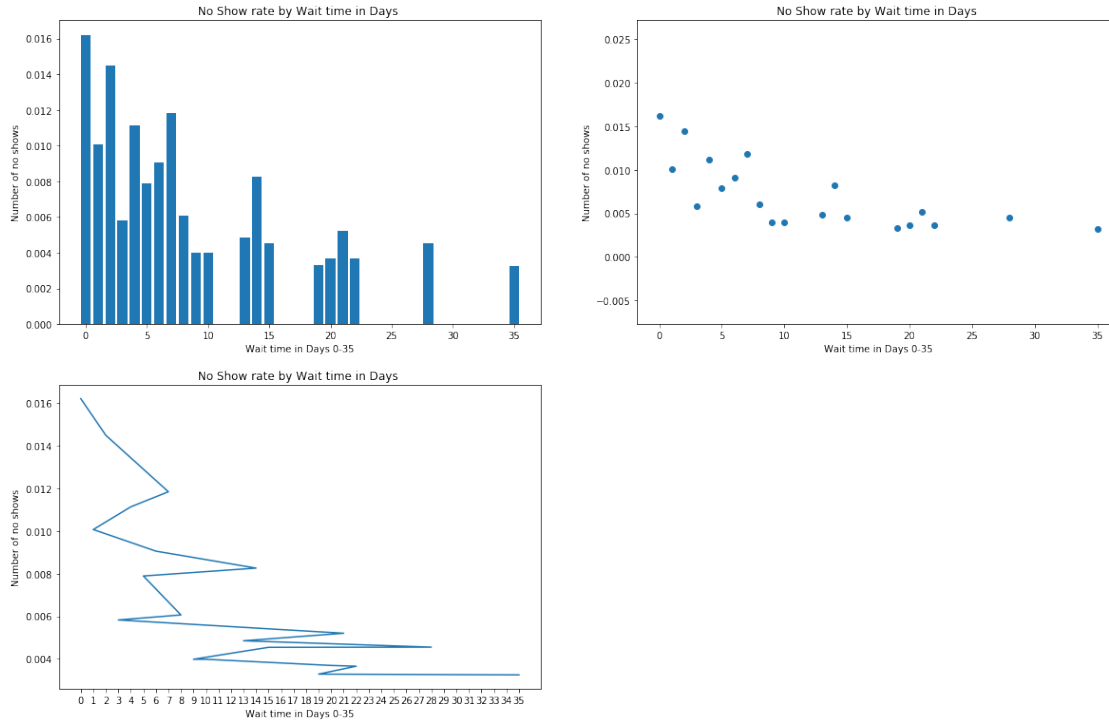 No Show rate by Wait time in Days
Number of no shows
0.016
0.014
0.012
0.010
0.008
0.006
0.004
0.002
0.000
0 5 10 15 20 25 30 35
Wait time in Days 0-35
No Show rate by Wait time in Days
Number of no shows
0.025
0.020
0.015
0.010
0.005
0.000
−0.005
0 5 10 15 20 25 30 35
Wait time in Days 0-35
No Show rate by Wait time in Days
Number of no shows
0.016
0.014
0.012
0.010
0.008
0.006
0.004
0 1 2 3 4 5 6 7 8 9 10 11 12 13 14 15 16 17 18 19 20 21 22 23 24 25 26 27 28 29 30 31 32 33 34 35
Wait time in Days 0-35